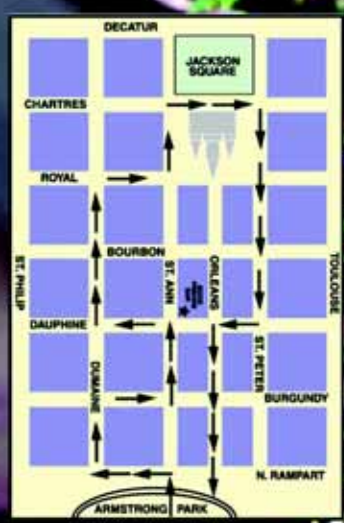 DECATUR
JACKSON
SQUARE
CHARTRES
ROYAL
BOURBON
ST. PHILIP
ST. ANN
ORLEANS
TOULOUSE
DAUPHINE
ST. PETER
DUMAINE
BURGUNDY
N. RAMPART
ARMSTRONG PARK